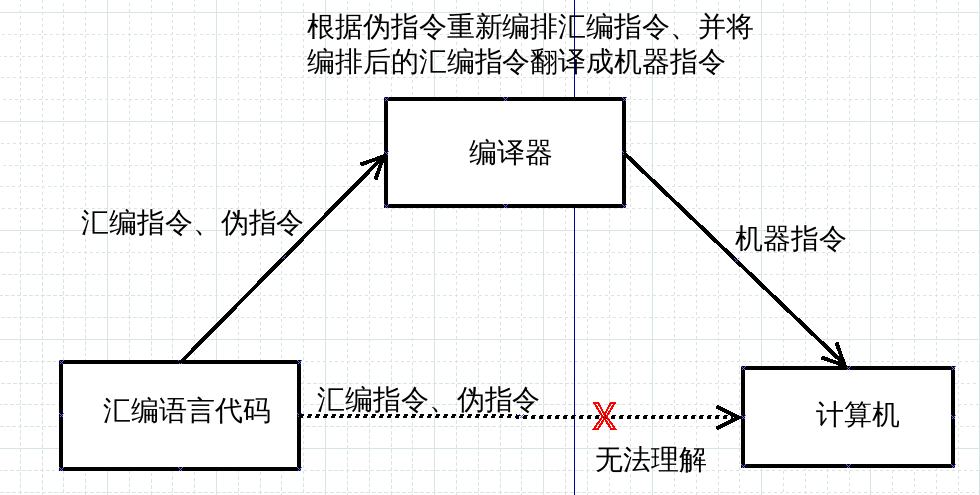 根据伪指令重新编排汇编指令、并将
编排后的汇编指令翻译成机器指令
编译器
汇编指令、伪指令
机器指令
汇编语言代码
汇编指令、伪指令
X
计算机
无法理解